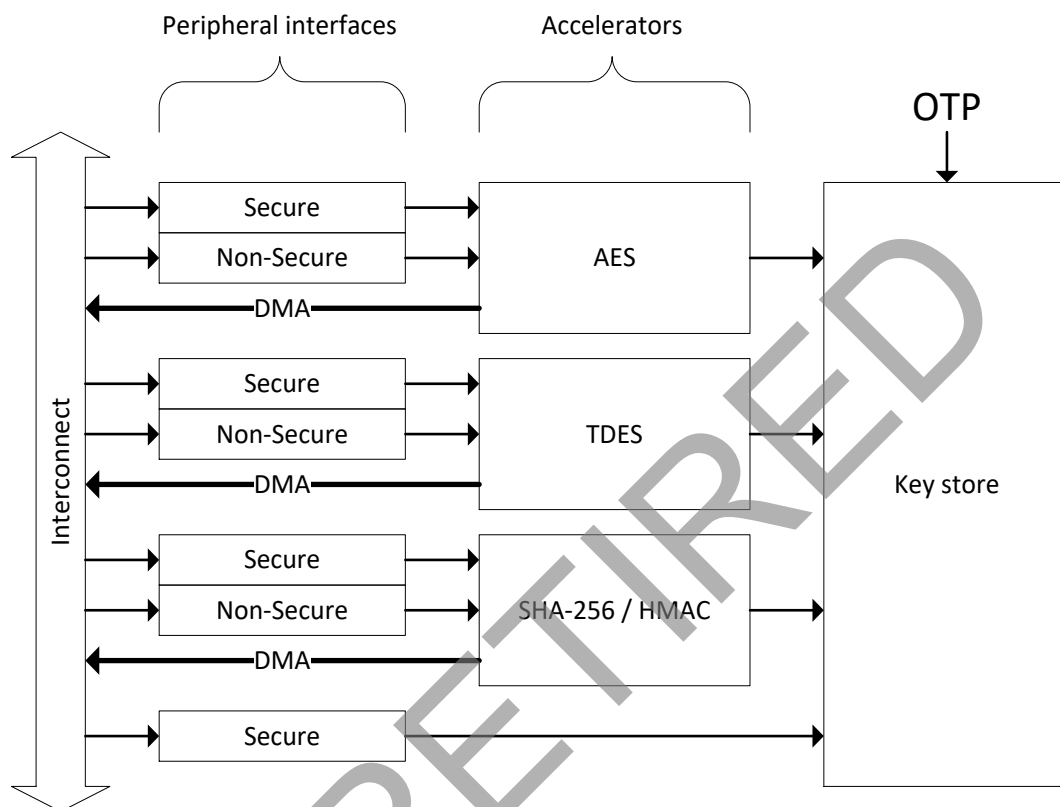 Peripheral interfaces
Accelerators
OTP
Secure
Non-Secure
DMA
AES
Secure
Non-Secure
DMA
TDES
Interconnect
Key store
Secure
Non-Secure
DMA
SHA-256 / HMAC
Secure
RETIRED